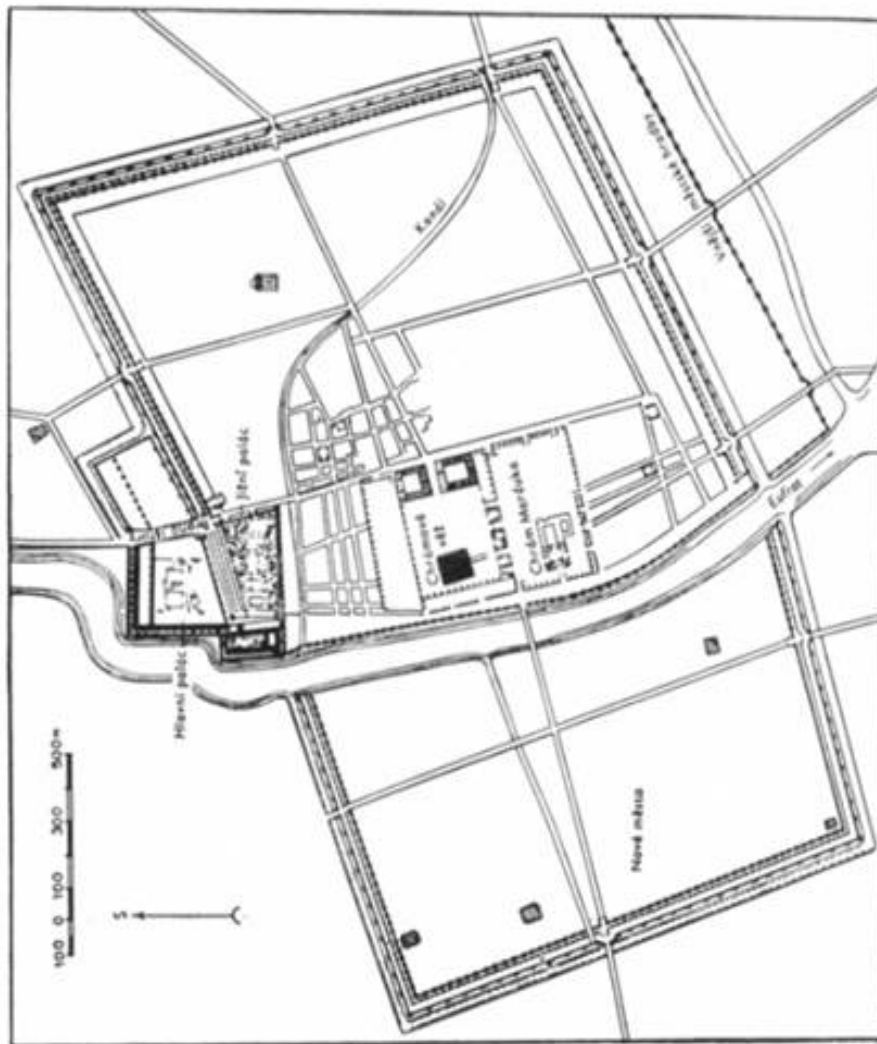 100 0 100 300 500 m
S
Hlavní palác
Jižní palác
Kanál
Vnější městské hradby
Chrámová
věž
Chrám Marduka
Eufrat
Nové město